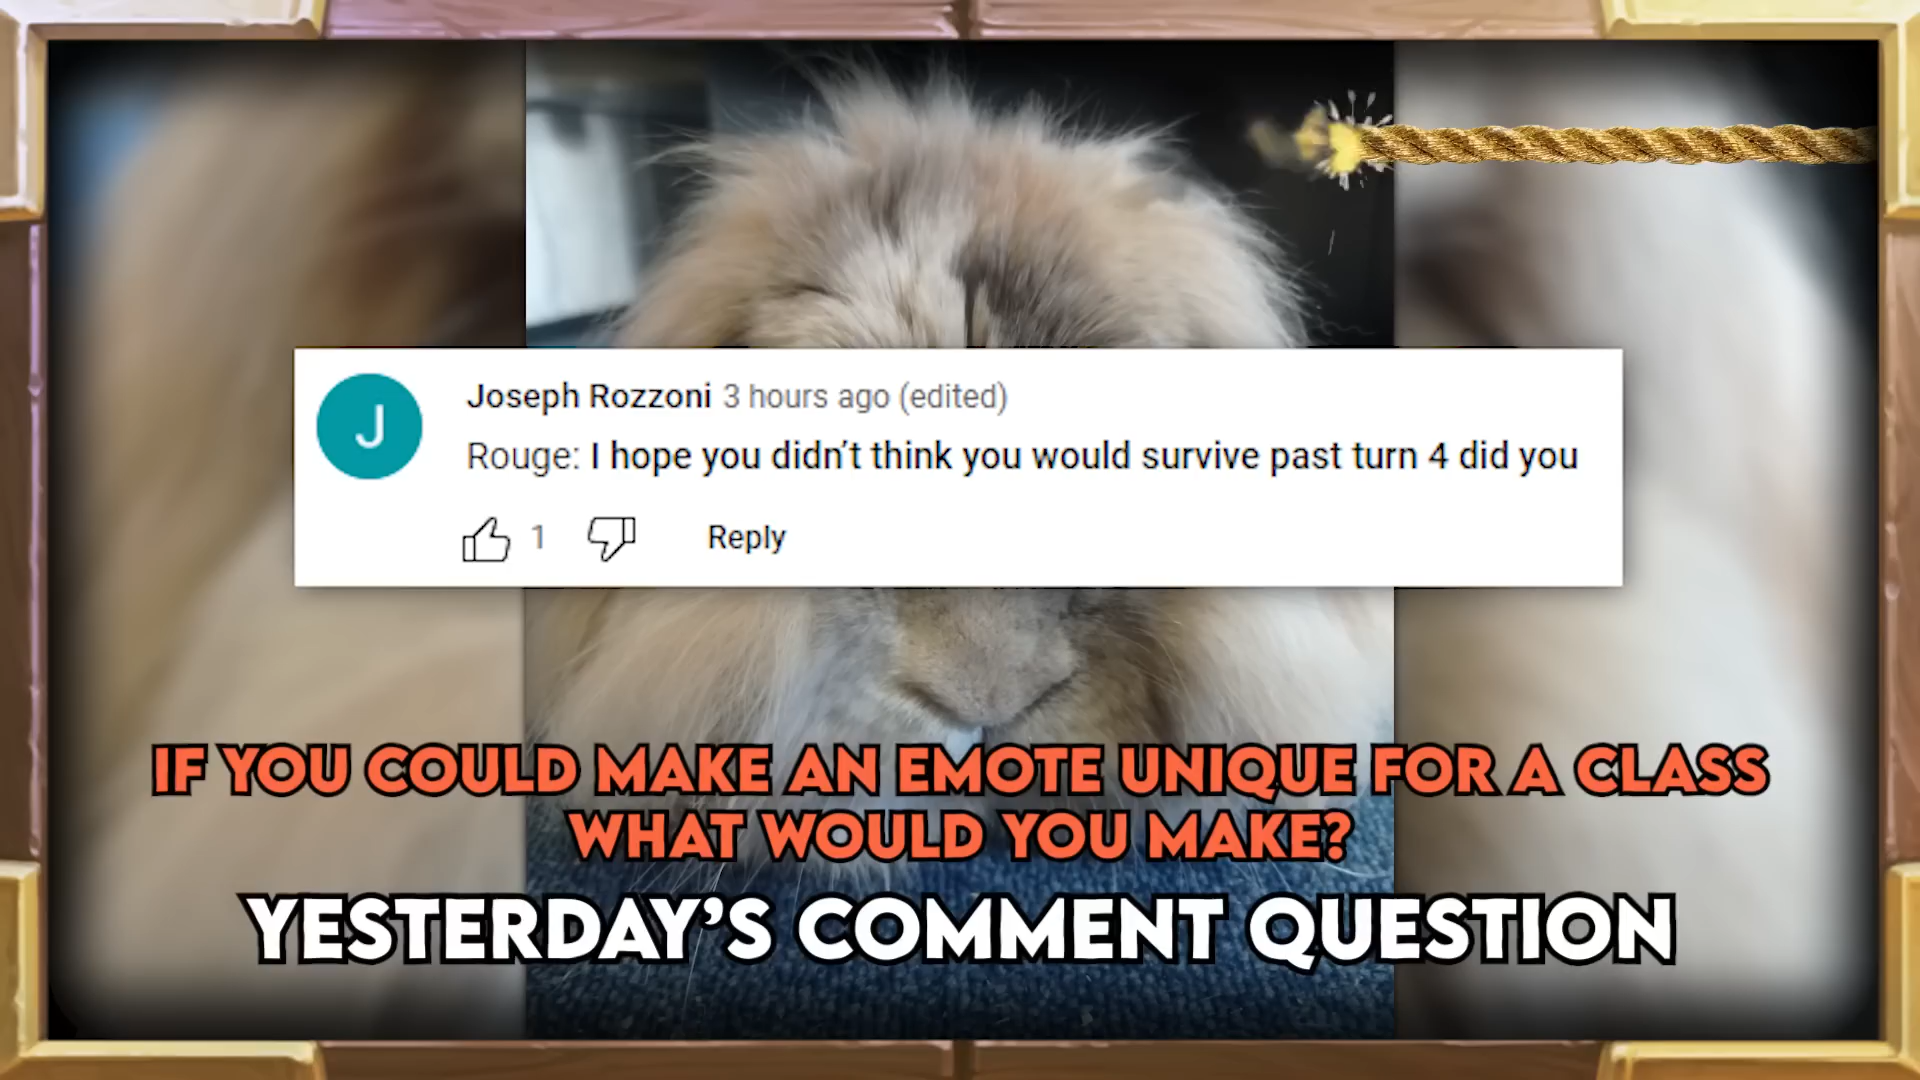 J
Joseph Rozzoni 3 hours ago (edited)
Rouge: I hope you didn't think you would survive past turn 4 did you
1 Reply
IF YOU COULD MAKE AN EMOTE UNIQUE FOR A CLASS
WHAT WOULD YOU MAKE?
YESTERDAY'S COMMENT QUESTION